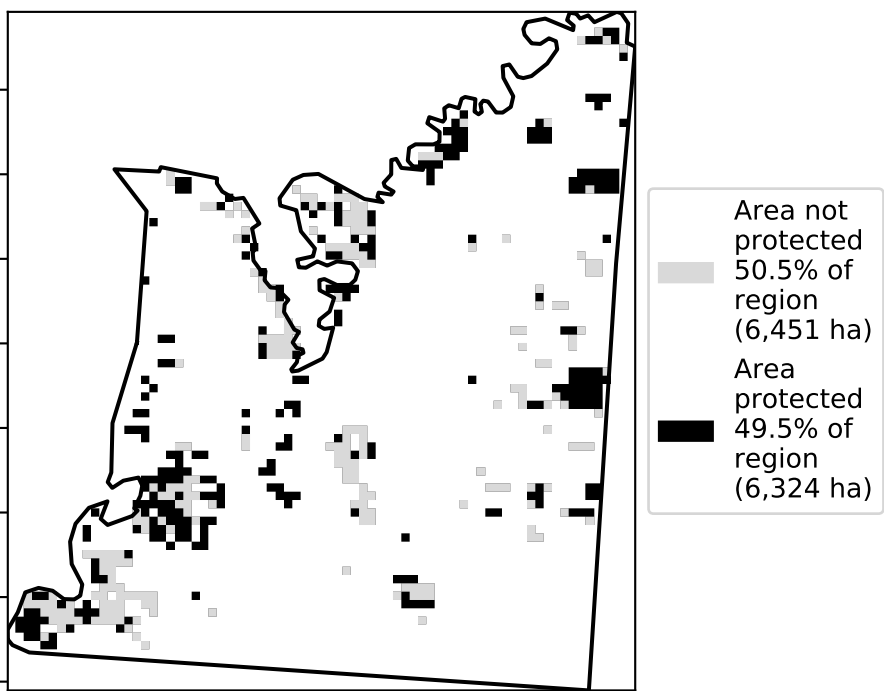 Area not
protected
50.5% of
region
(6,451 ha)
Area
protected
49.5% of
region
(6,324 ha)